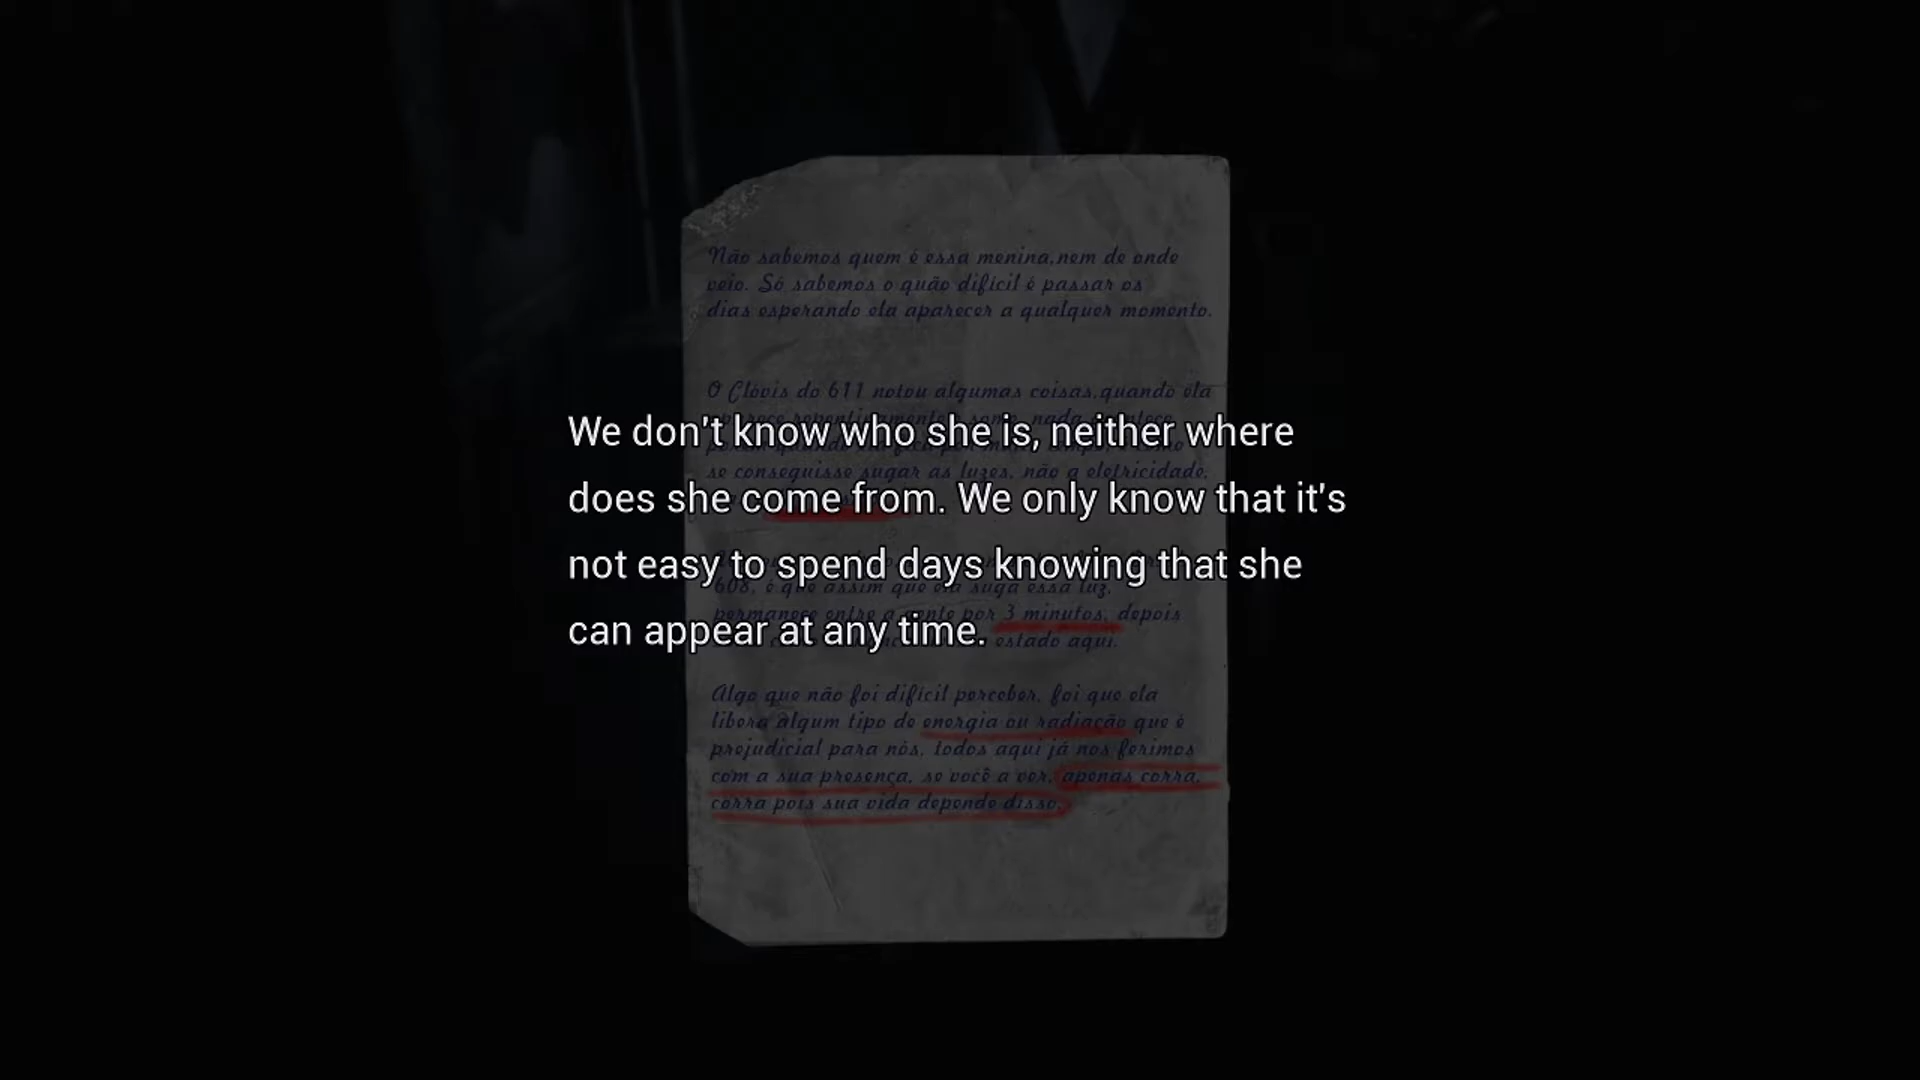 Não sabemos quem é essa menina,nem de onde
veio. Só sabemos o quão difícil é passar os
dias esperando ela aparecer a qualquer momento.
O Clóvis do 611 notou algumas coisas,quando ela
We don't know who she is, neither where
se conseguisse sugar as luzes, não a eletricidade,
does she come from. We only know that it's
not easy to spend days knowing that she
608, é que assim que ela suga essa luz,
permanece entre a gente por 3 minutos, depois
can appear at any time.
estado aqui.
Algo que não foi difícil perceber, foi que ela
libera algum tipo de energia ou radiação que é
prejudicial para nós, todos aqui já nos ferimos
com a sua presença, se você a ver, apenas corra,
corra pois sua vida depende disso.